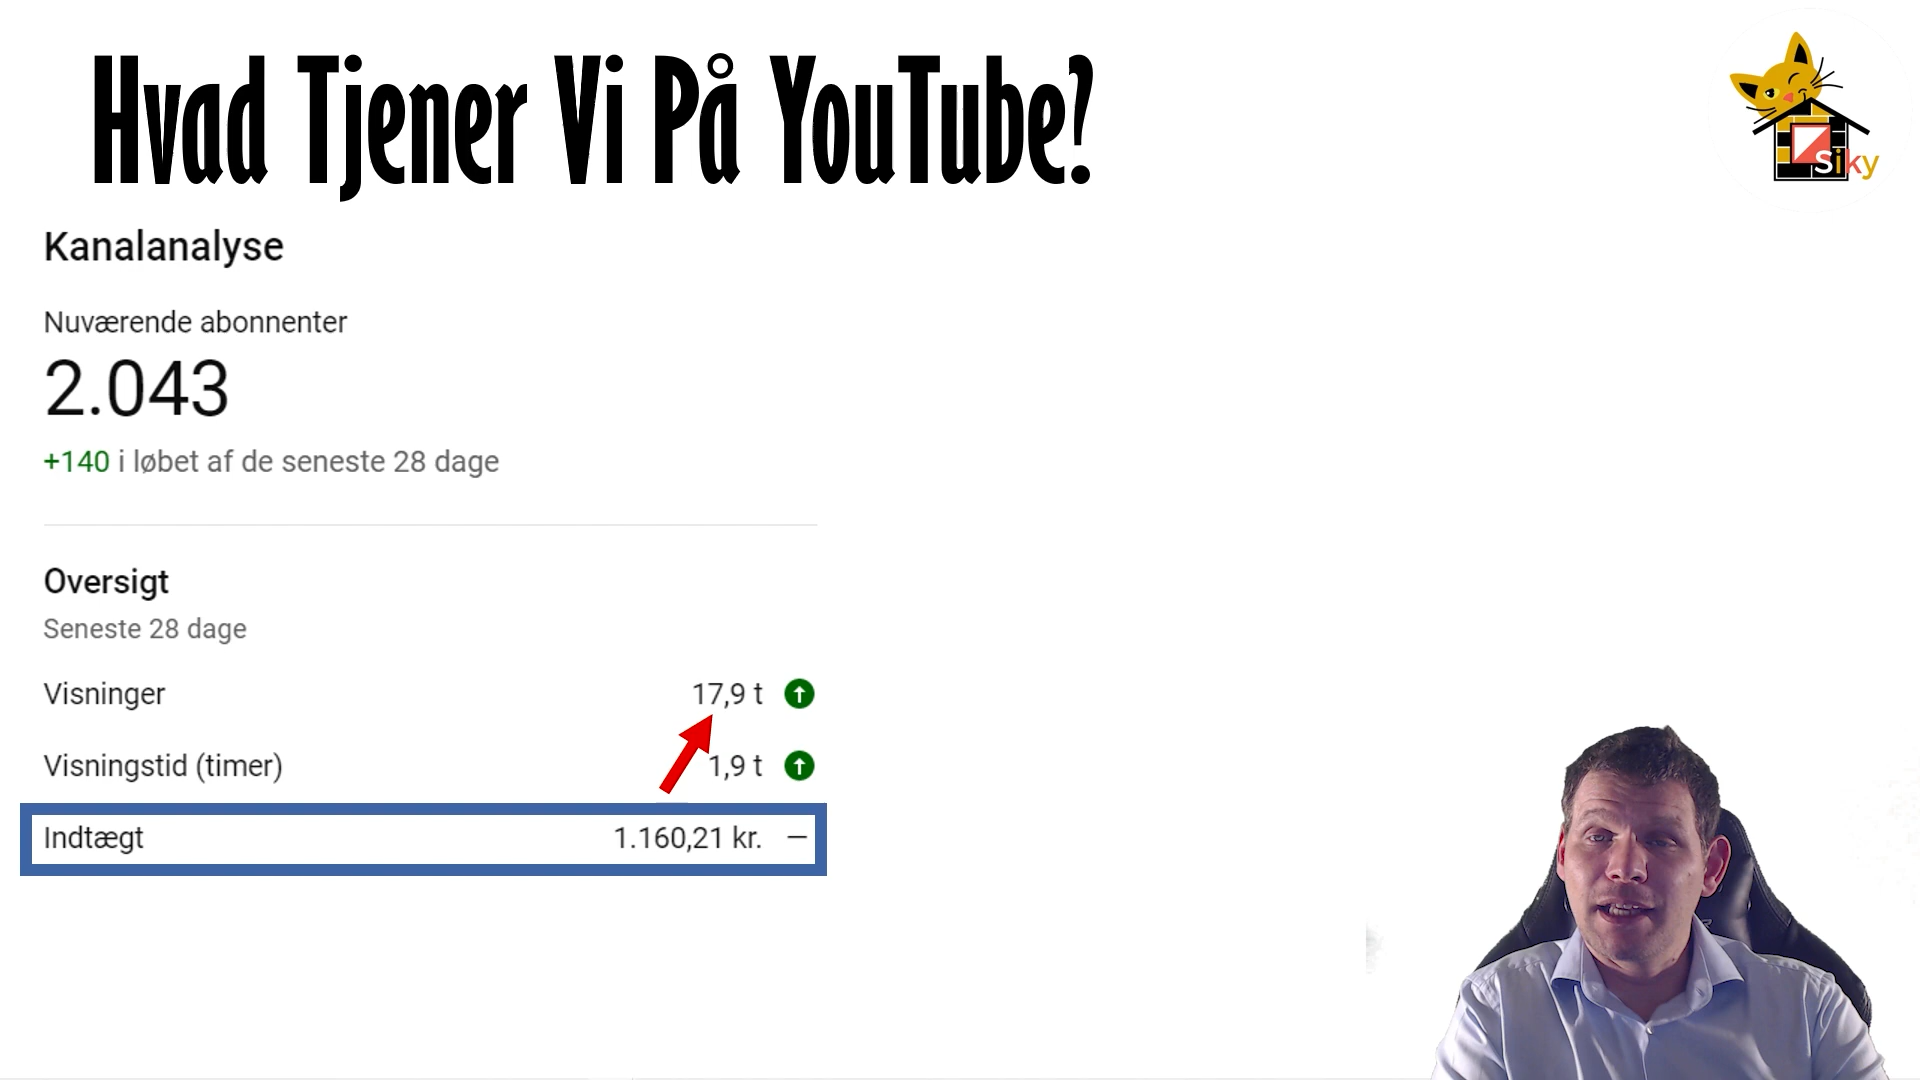 Hvad Tjener Vi På YouTube?
Siky
Kanalanalyse
Nuværende abonnenter
2.043
+140 i løbet af de seneste 28 dage
Oversigt
Seneste 28 dage
Visninger 17,9 t
Visningstid (timer) 1,9 t
Indtægt 1.160,21 kr. —